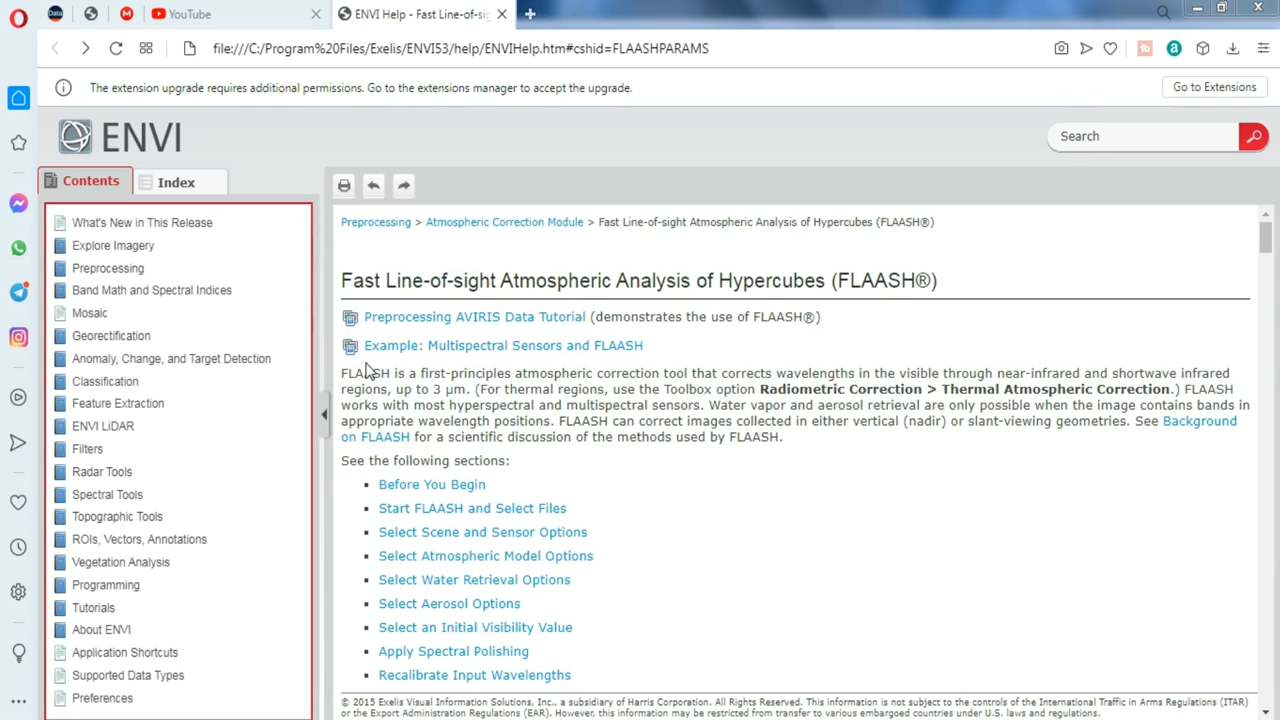 YouTube
ENVI Help - Fast Line-of-sig
file:///C:/Program%20Files/Exelis/ENVI53/help/ENVIHelp.htm#cshid=FLAASHPARAMS
The extension upgrade requires additional permissions. Go to the extensions manager to accept the upgrade.
Go to Extensions
ENVI
Search
Contents
Index
What's New in This Release
Explore Imagery
Preprocessing
Band Math and Spectral Indices
Mosaic
Georectification
Anomaly, Change, and Target Detection
Classification
Feature Extraction
ENVI LiDAR
Filters
Radar Tools
Spectral Tools
Topographic Tools
ROIs, Vectors, Annotations
Vegetation Analysis
Programming
Tutorials
About ENVI
Application Shortcuts
Supported Data Types
Preferences
Preprocessing > Atmospheric Correction Module > Fast Line-of-sight Atmospheric Analysis of Hypercubes (FLAASH®)
Fast Line-of-sight Atmospheric Analysis of Hypercubes (FLAASH®)
Preprocessing AVIRIS Data Tutorial (demonstrates the use of FLAASH®)
Example: Multispectral Sensors and FLAASH
FLAASH is a first-principles atmospheric correction tool that corrects wavelengths in the visible through near-infrared and shortwave infrared
regions, up to 3 µm. (For thermal regions, use the Toolbox option Radiometric Correction > Thermal Atmospheric Correction.) FLAASH
works with most hyperspectral and multispectral sensors. Water vapor and aerosol retrieval are only possible when the image contains bands in
appropriate wavelength positions. FLAASH can correct images collected in either vertical (nadir) or slant-viewing geometries. See Background
on FLAASH for a scientific discussion of the methods used by FLAASH.
See the following sections:
Before You Begin
Start FLAASH and Select Files
Select Scene and Sensor Options
Select Atmospheric Model Options
Select Water Retrieval Options
Select Aerosol Options
Select an Initial Visibility Value
Apply Spectral Polishing
Recalibrate Input Wavelengths
© 2015 Exelis Visual Information Solutions, Inc., a subsidiary of Harris Corporation. All Rights Reserved. This information is not subject to the controls of the International Traffic in Arms Regulations (ITAR)
or the Export Administration Regulations (EAR). However, this information may be restricted from transfer to various embargoed countries under U.S. laws and regulations.